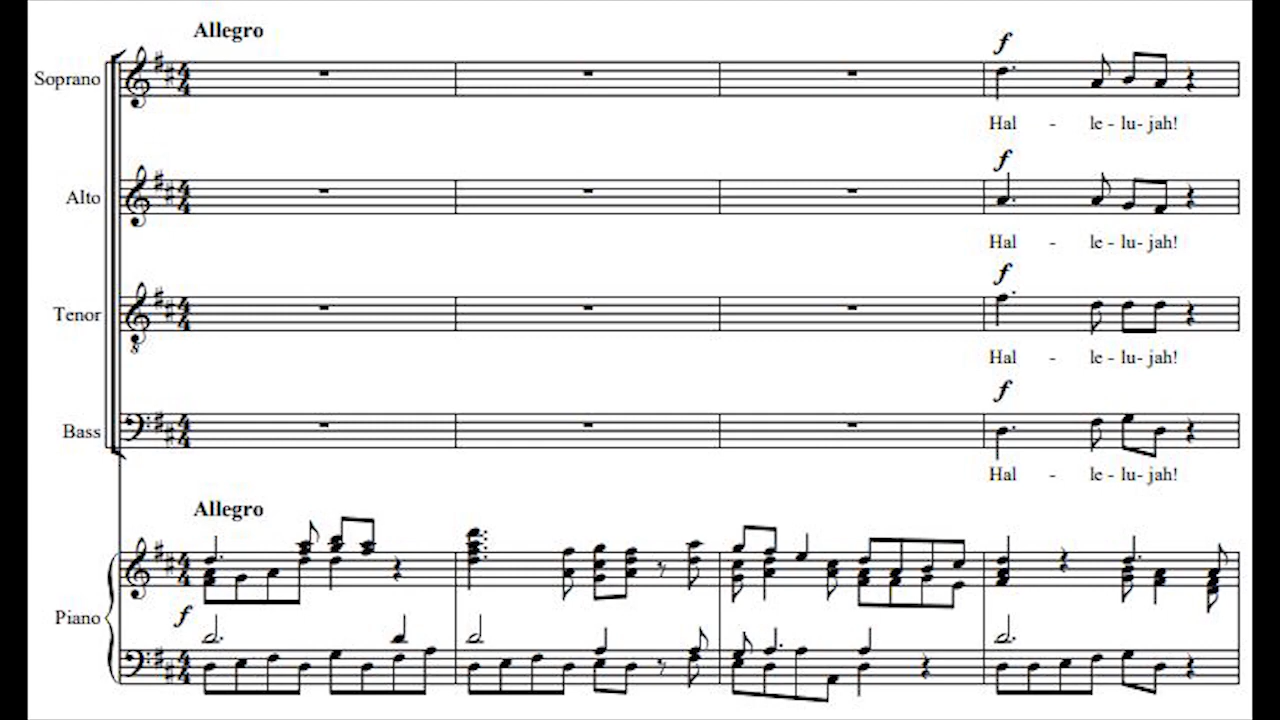 Allegro
Soprano
f
Hal - le - lu- jah!
Alto
f
Hal - le - lu- jah!
Tenor
8
f
Hal - le - lu- jah!
Bass
f
Hal - le - lu- jah!
Allegro
Piano
f